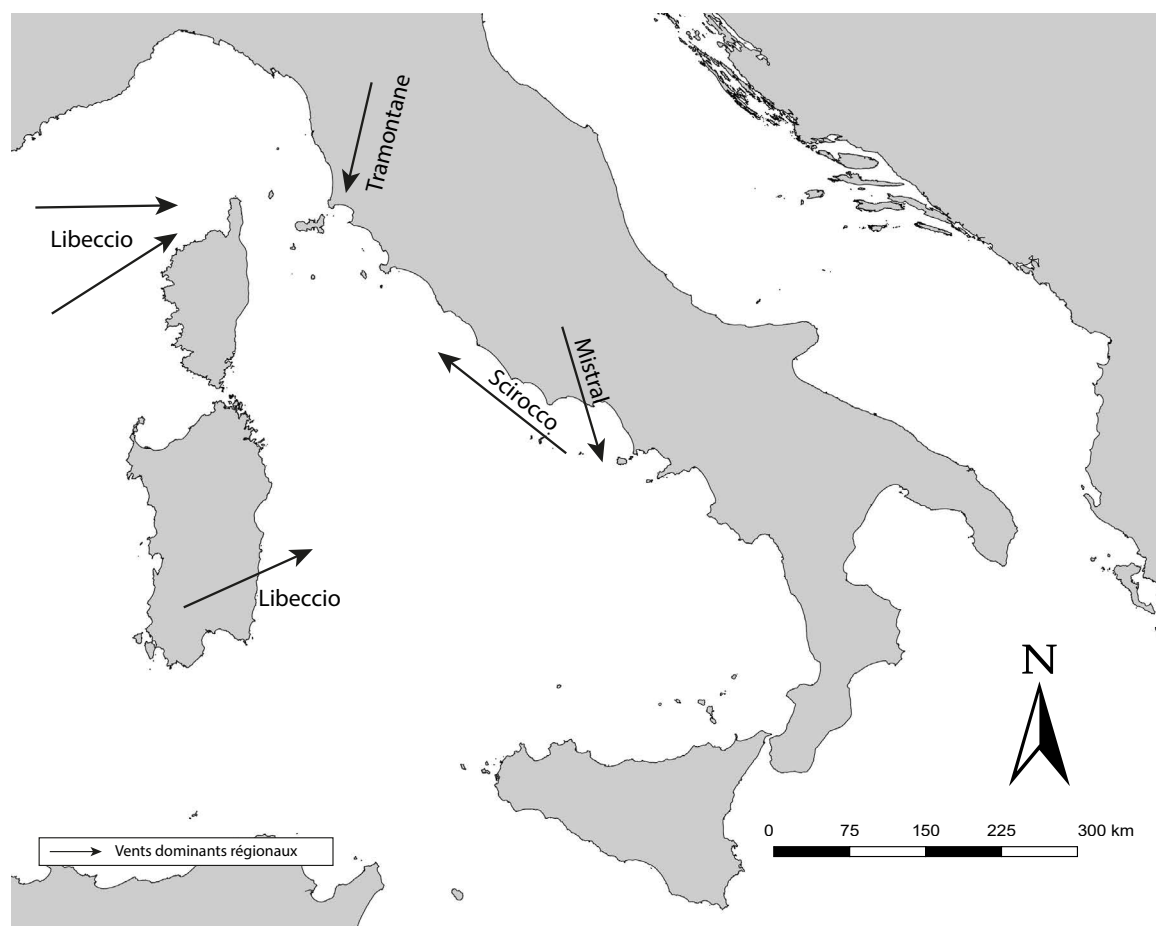 Tramontane
Libeccio
Mistral
Scirocco
Libeccio
N
0 75 150 225 300 km
Vents dominants régionaux